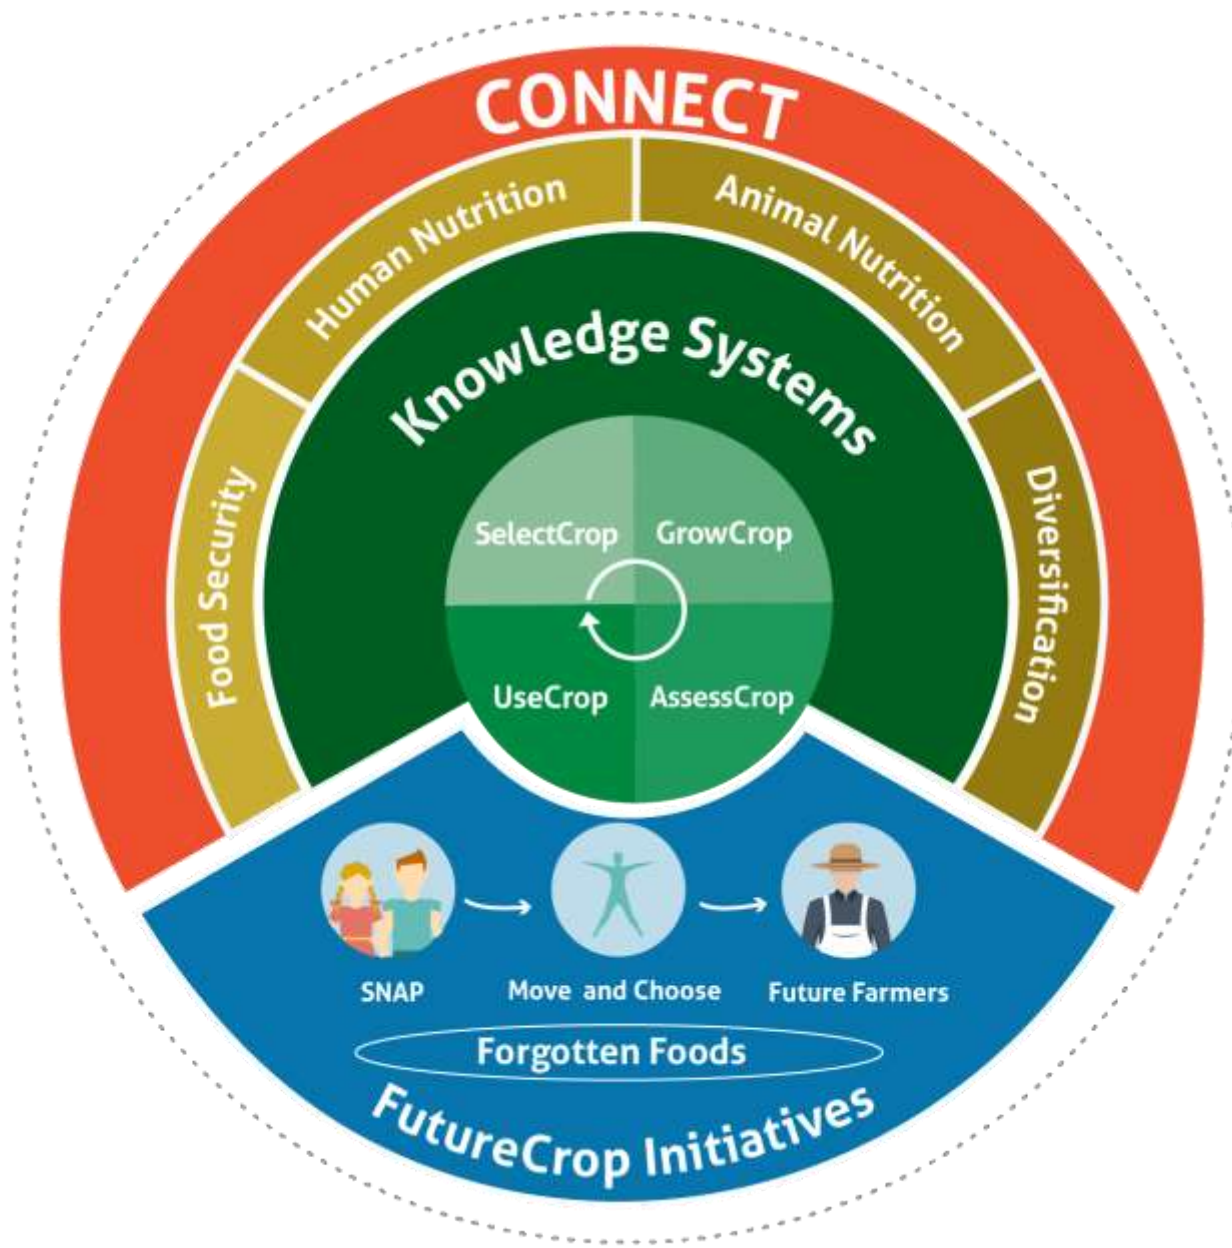 CONNECT
Human Nutrition
Animal Nutrition
Food Security
Diversification
Knowledge Systems
SelectCrop
GrowCrop
UseCrop
AssessCrop
SNAP
Move and Choose
Future Farmers
Forgotten Foods
FutureCrop Initiatives